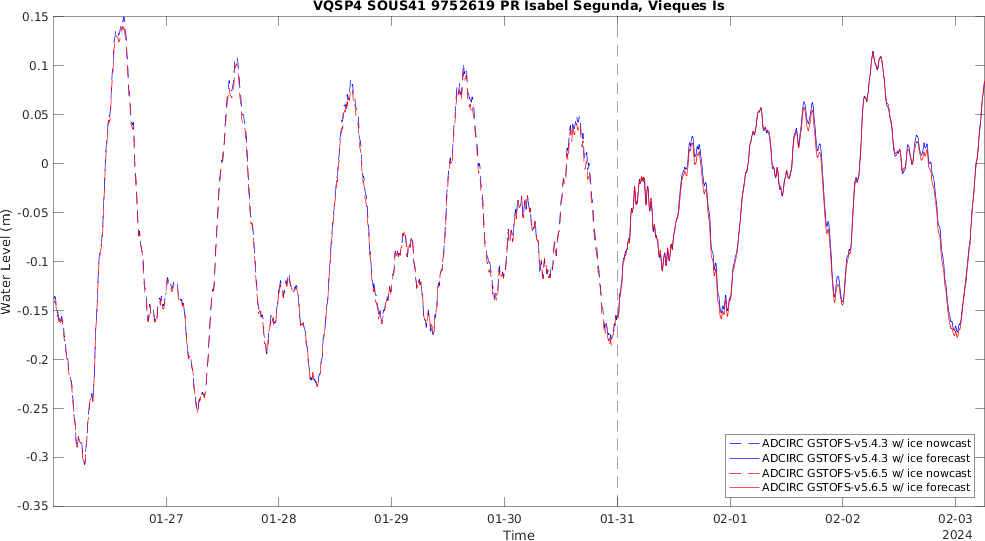 VQSP4 SOUS41 9752619 PR Isabel Segunda, Vieques Is
0.15
0.1
0.05
0
-0.05
-0.1
-0.15
-0.2
-0.25
-0.3
-0.35
Water Level (m)
ADCIRC GSTOFS-v5.4.3 w/ ice nowcast
ADCIRC GSTOFS-v5.4.3 w/ ice forecast
ADCIRC GSTOFS-v5.6.5 w/ ice nowcast
ADCIRC GSTOFS-v5.6.5 w/ ice forecast
01-27 01-28 01-29 01-30 01-31 02-01 02-02 02-03
Time 2024